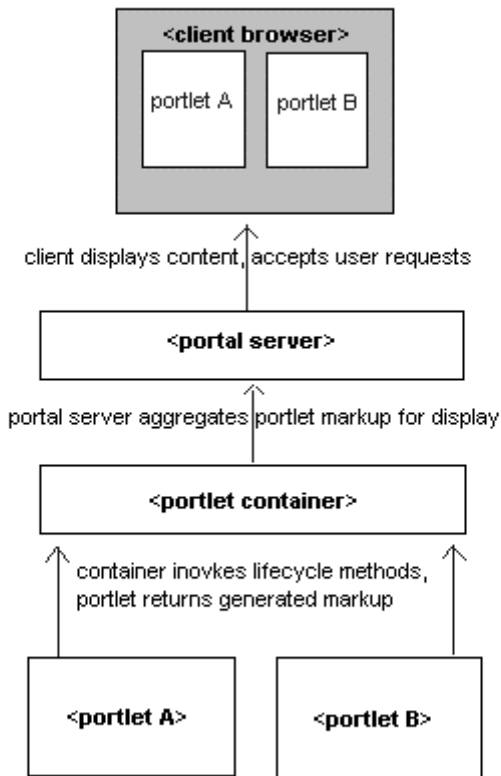 <client browser>
portlet A
portlet B
client displays content, accepts user requests
<portal server>
portal server aggregates portlet markup for display
<portlet container>
container inovkes lifecycle methods,
portlet returns generated markup
<portlet A>
<portlet B>